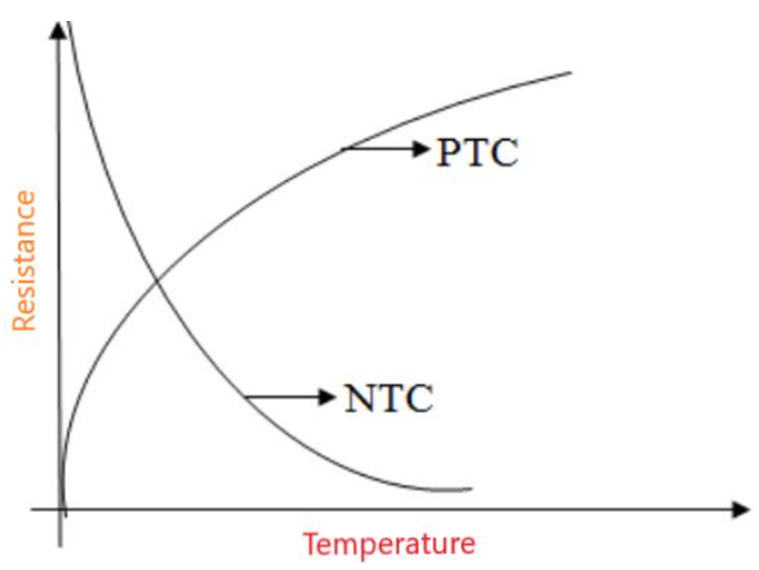 PTC
Resistance
NTC
Temperature